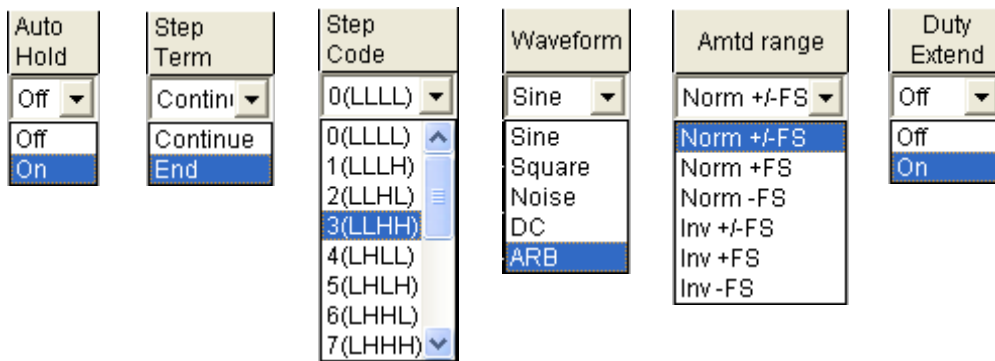 Auto
Hold
Off
Off
On
Step
Term
Contin
Continue
End
Step
Code
0(LLLL)
0(LLLL)
1(LLLH)
2(LLHL)
3(LLHH)
4(LHLL)
5(LHLH)
6(LHHL)
7(LHHH)
Waveform
Sine
Sine
Square
Noise
DC
ARB
Amtd range
Norm +/-FS
Norm +/-FS
Norm +FS
Norm -FS
Inv +/-FS
Inv +FS
Inv -FS
Duty
Extend
Off
Off
On